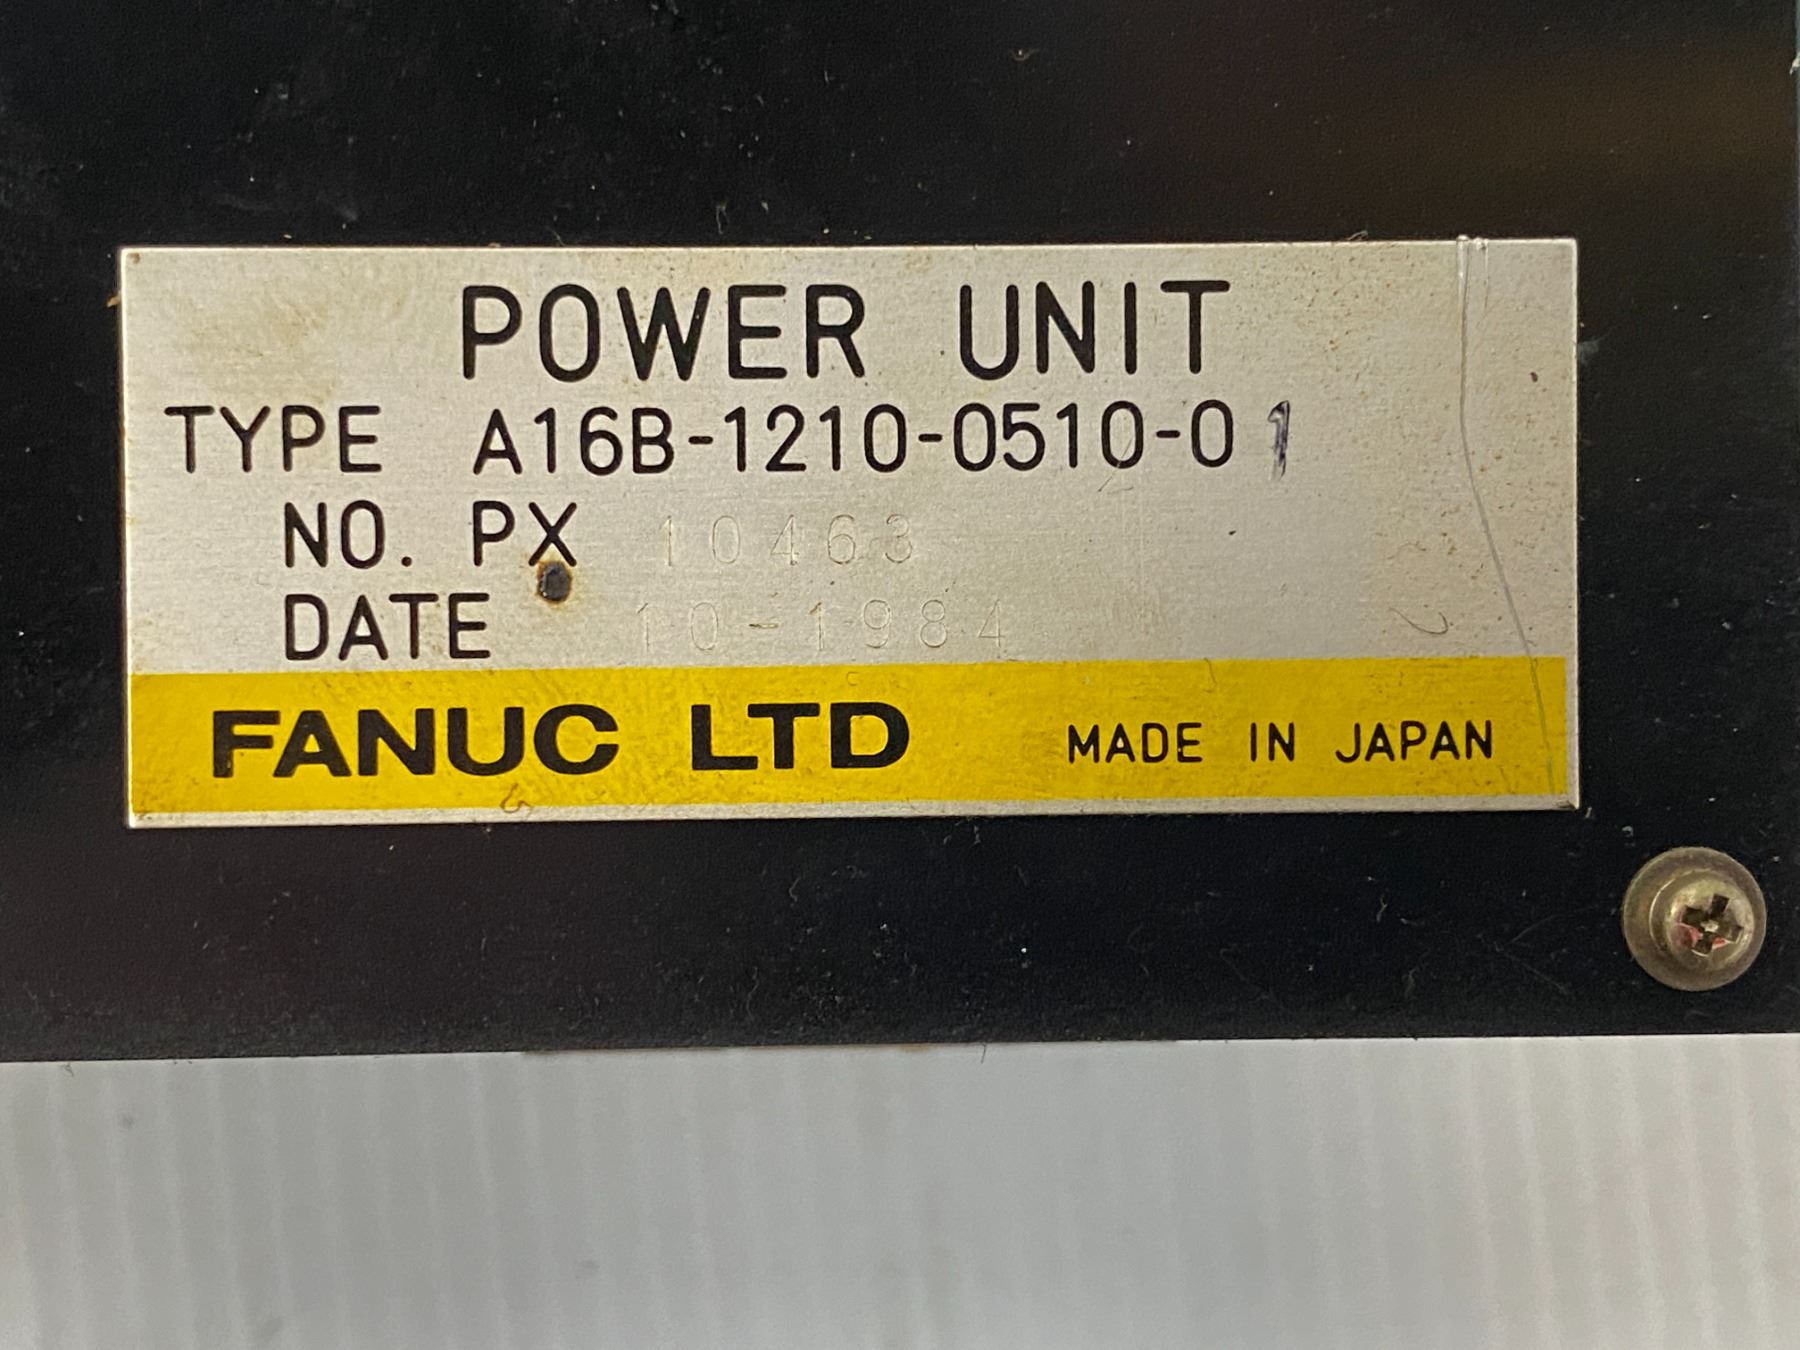 POWER UNIT
TYPE A16B-1210-0510-01
NO. PX 10463
DATE 10-1984
FANUC LTD MADE IN JAPAN